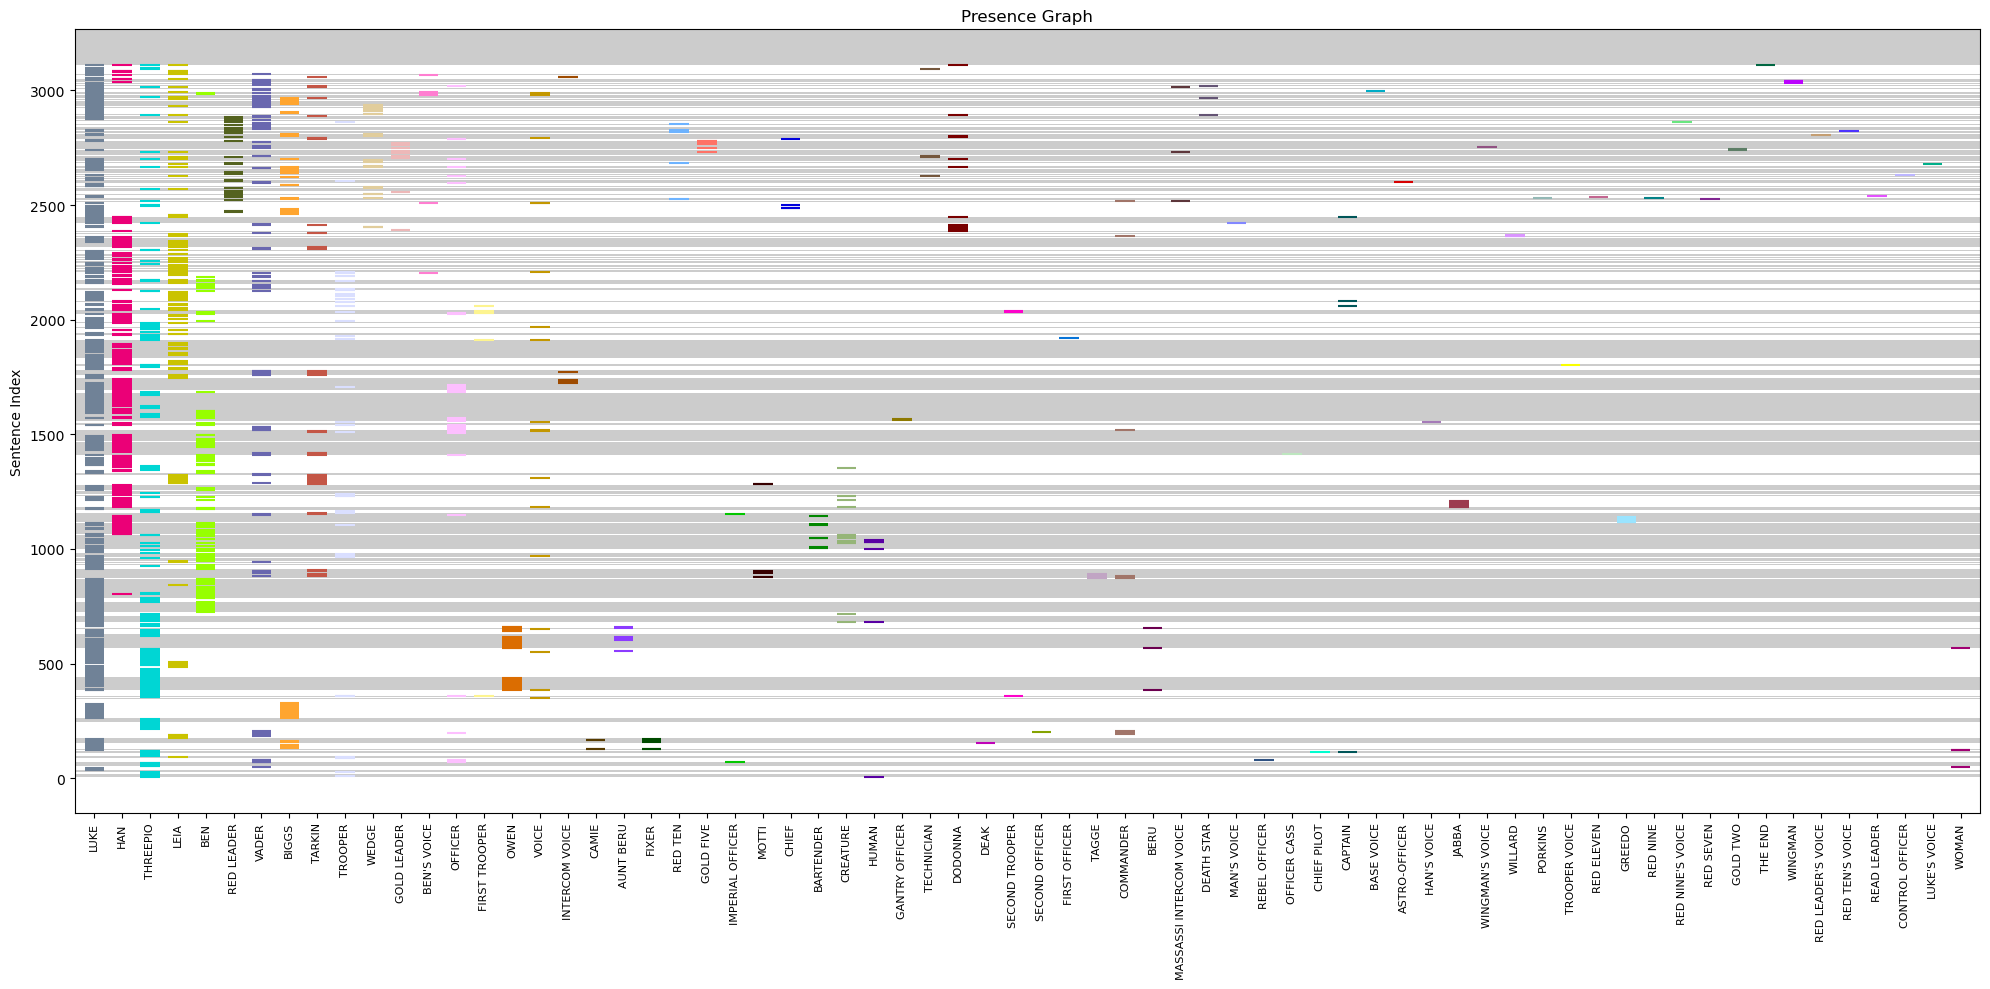 Presence Graph
Sentence Index
3000
2500
2000
1500
1000
500
0
LUKE
HAN
THREEPIO
LEIA
BEN
RED LEADER
VADER
BIGGS
TARKIN
TROOPER
WEDGE
GOLD LEADER
BEN'S VOICE
OFFICER
FIRST TROOPER
OWEN
VOICE
INTERCOM VOICE
CAMIE
AUNT BERU
FIXER
RED TEN
GOLD FIVE
IMPERIAL OFFICER
MOTTI
CHIEF
BARTENDER
CREATURE
HUMAN
GANTRY OFFICER
TECHNICIAN
DODONNA
DEAK
SECOND TROOPER
SECOND OFFICER
FIRST OFFICER
TAGGE
COMMANDER
BERU
MASSASSI INTERCOM VOICE
DEATH STAR
MAN'S VOICE
REBEL OFFICER
OFFICER CASS
CHIEF PILOT
CAPTAIN
BASE VOICE
ASTRO-OFFICER
HAN'S VOICE
JABBA
WINGMAN'S VOICE
WILLARD
PORKINS
TROOPER VOICE
RED ELEVEN
GREEDO
RED NINE
RED NINE'S VOICE
RED SEVEN
GOLD TWO
THE END
WINGMAN
RED LEADER'S VOICE
RED TEN'S VOICE
READ LEADER
CONTROL OFFICER
LUKE'S VOICE
WOMAN